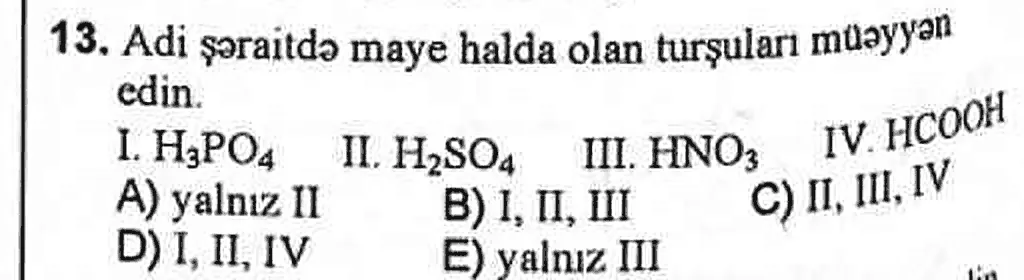 13. Adi şəraitdə maye halda olan turşuları müəyyən
edin.
I. H₃PO₄ II. H₂SO₄ III. HNO₃ IV. HCOOH
A) yalnız II B) I, II, III C) II, III, IV
D) I, II, IV E) yalnız III